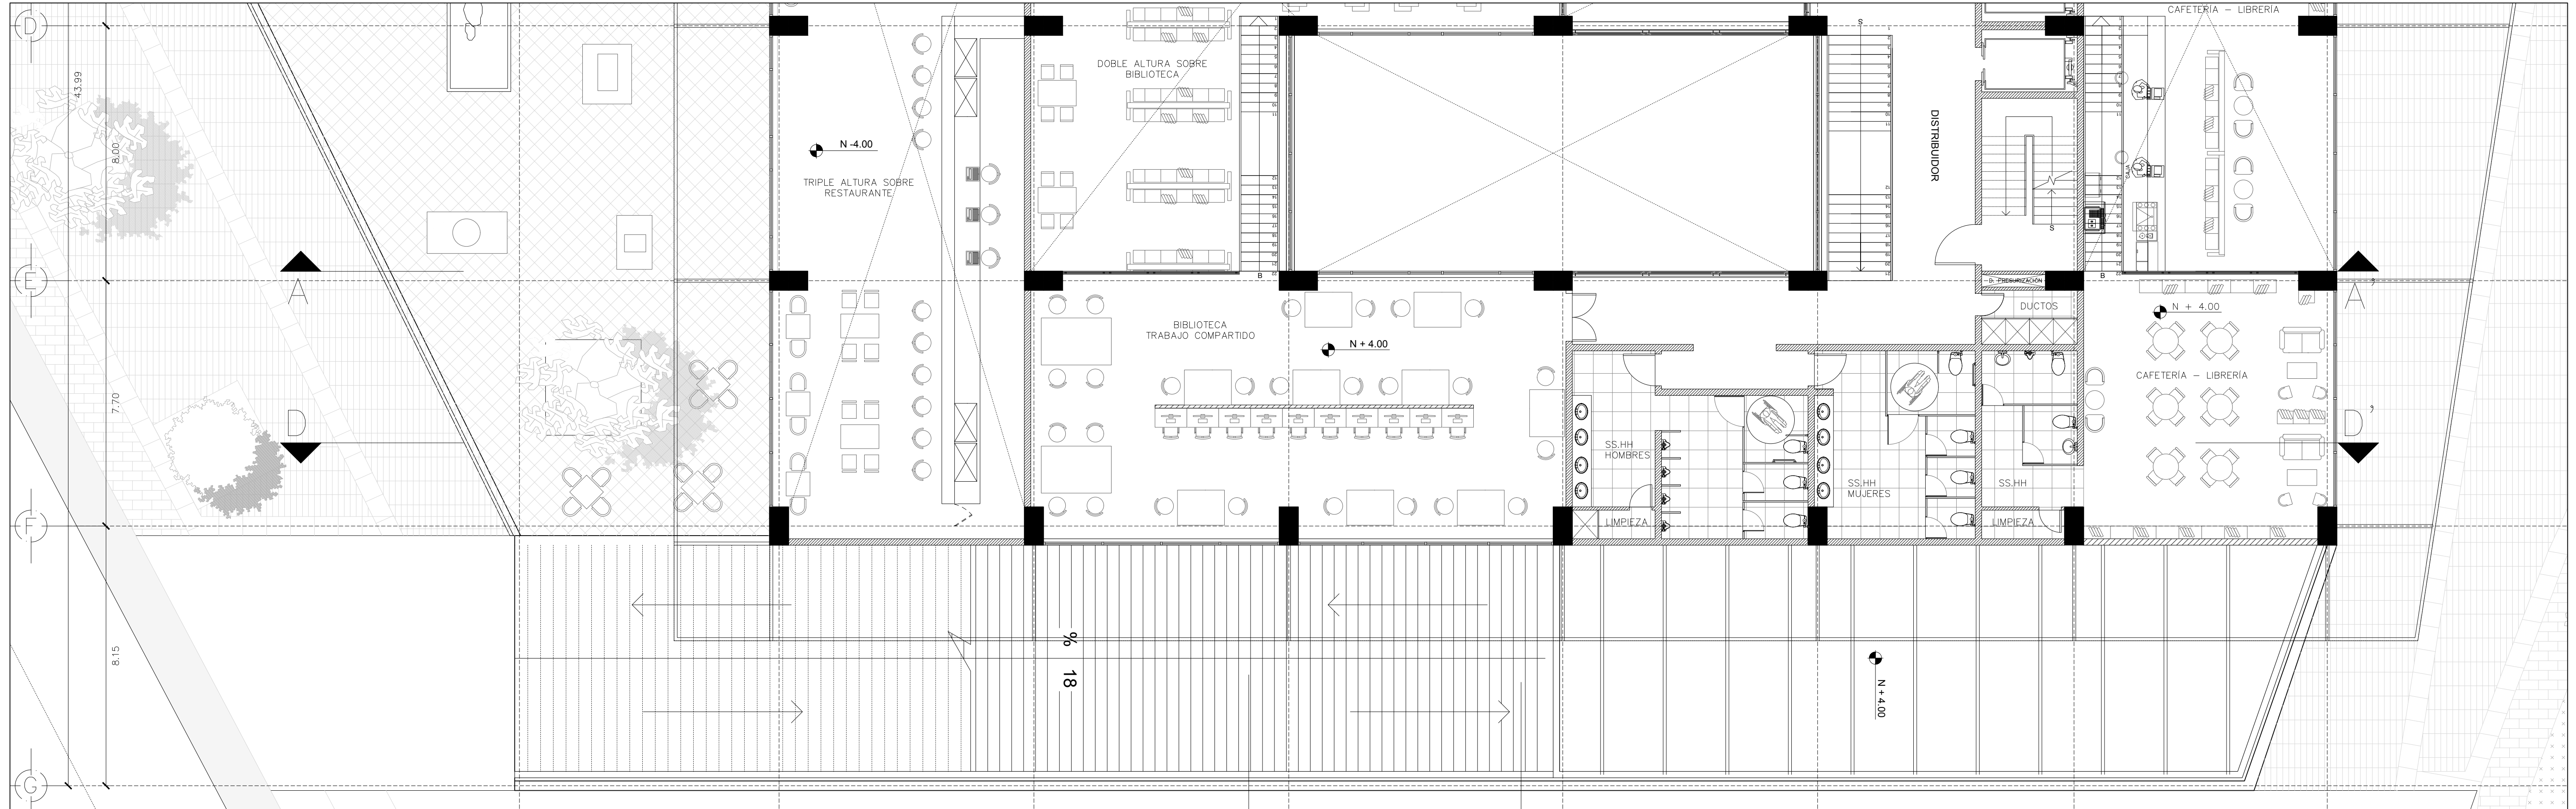 D
CAFETERÍA – LIBRERÍA
S
43.99
DOBLE ALTURA SOBRE
BIBLIOTECA
DISTRIBUIDOR
N -4.00
8.00
TRIPLE ALTURA SOBRE
RESTAURANTE
CAJA
S
E
B
B
A
A'
D. PRESURIZACIÓN
DUCTOS
N + 4.00
BIBLIOTECA
TRABAJO COMPARTIDO
N + 4.00
CAFETERÍA – LIBRERÍA
7.70
D
D'
SS.HH
HOMBRES
SS.HH
MUJERES
SS.HH
LIMPIEZA
LIMPIEZA
F
8.15
% 18
N + 4.00
G